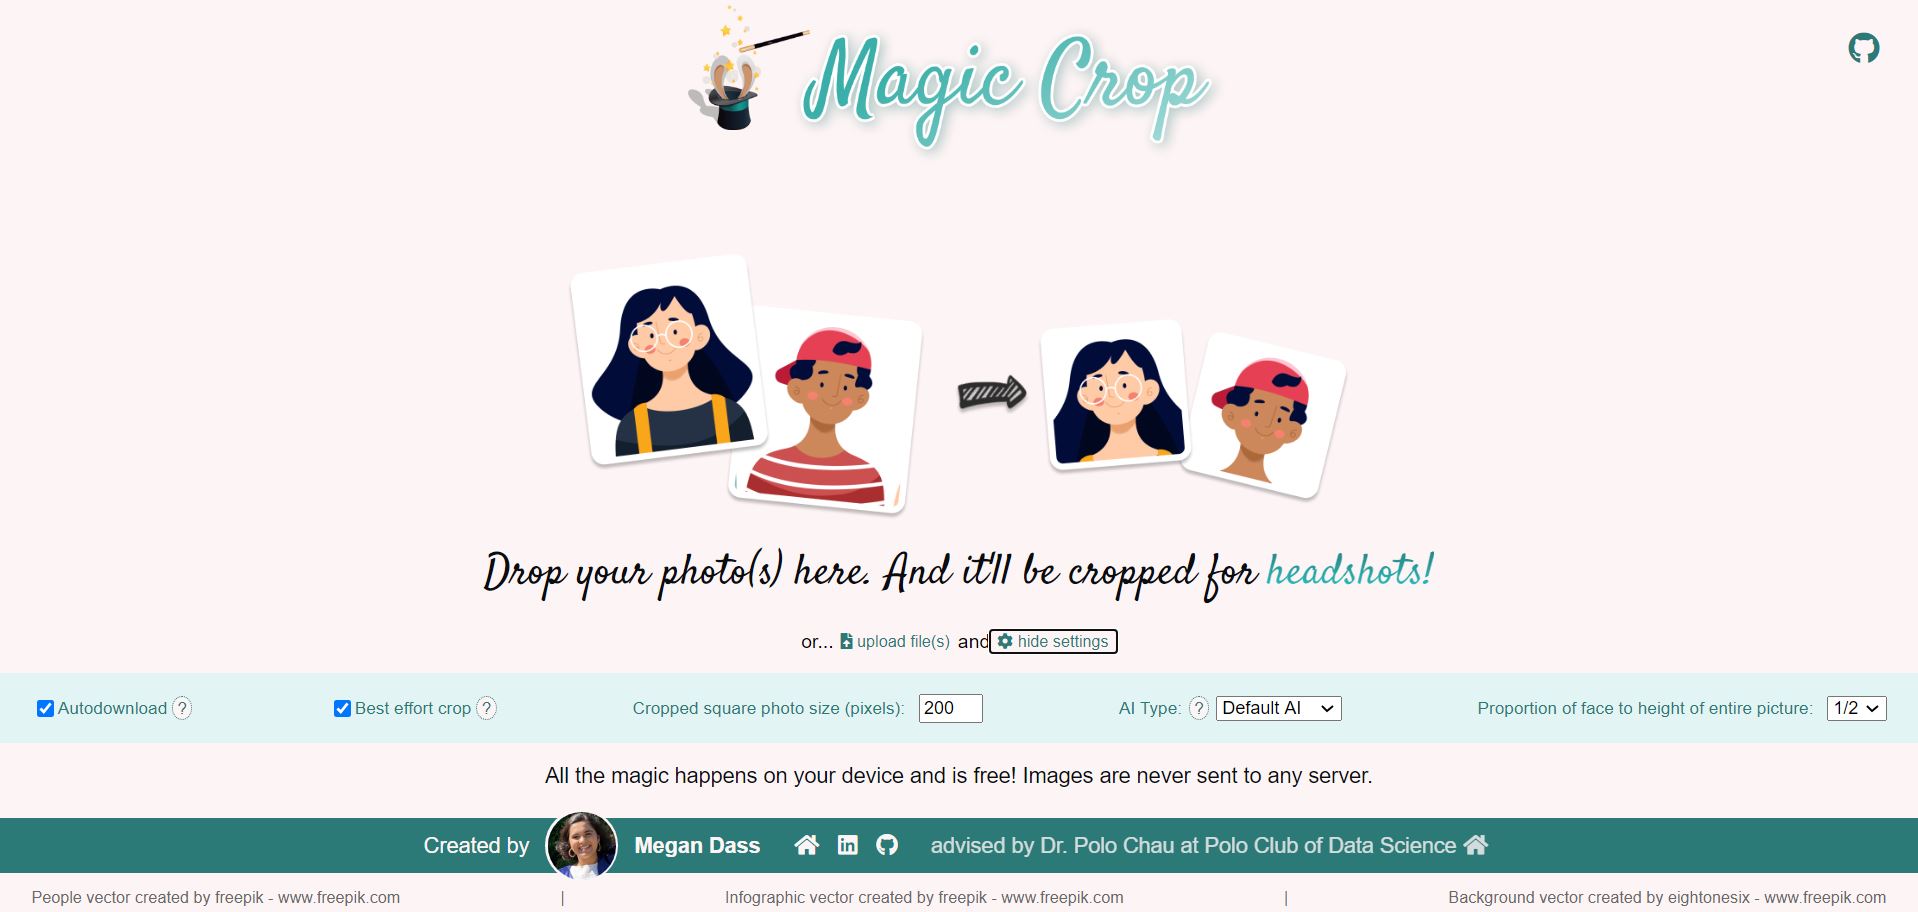 Magic Crop
Drop your photo(s) here. And it'll be cropped for headshots!
or... upload file(s) and hide settings
Autodownload ? Best effort crop ? Cropped square photo size (pixels): 200 AI Type: ? Default AI Proportion of face to height of entire picture: 1/2
All the magic happens on your device and is free! Images are never sent to any server.
Created by Megan Dass advised by Dr. Polo Chau at Polo Club of Data Science
People vector created by freepik - www.freepik.com | Infographic vector created by freepik - www.freepik.com | Background vector created by eightonesix - www.freepik.com